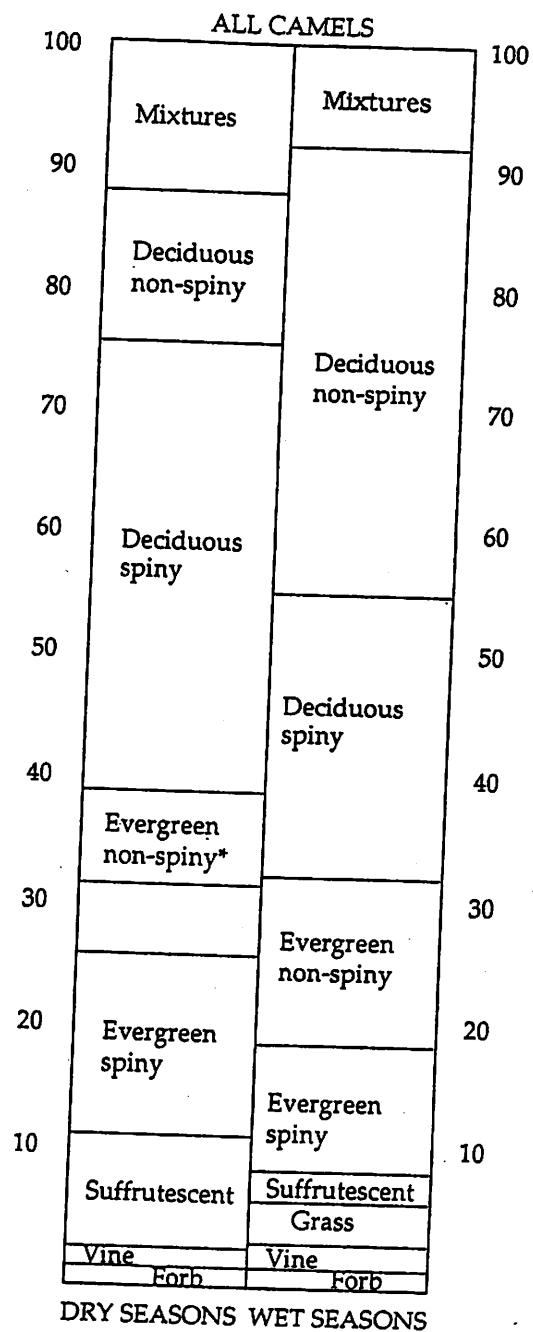 ALL CAMELS
100
100
Mixtures
Mixtures
90
90
Deciduous
non-spiny
80
80
Deciduous
non-spiny
70
70
60
60
Deciduous
spiny
50
50
Deciduous
spiny
40
40
Evergreen
non-spiny*
30
30
Evergreen
non-spiny
20
20
Evergreen
spiny
Evergreen
spiny
10
10
Suffrutescent
Suffrutescent
Grass
Vine
Vine
Forb
Forb
DRY SEASONS WET SEASONS